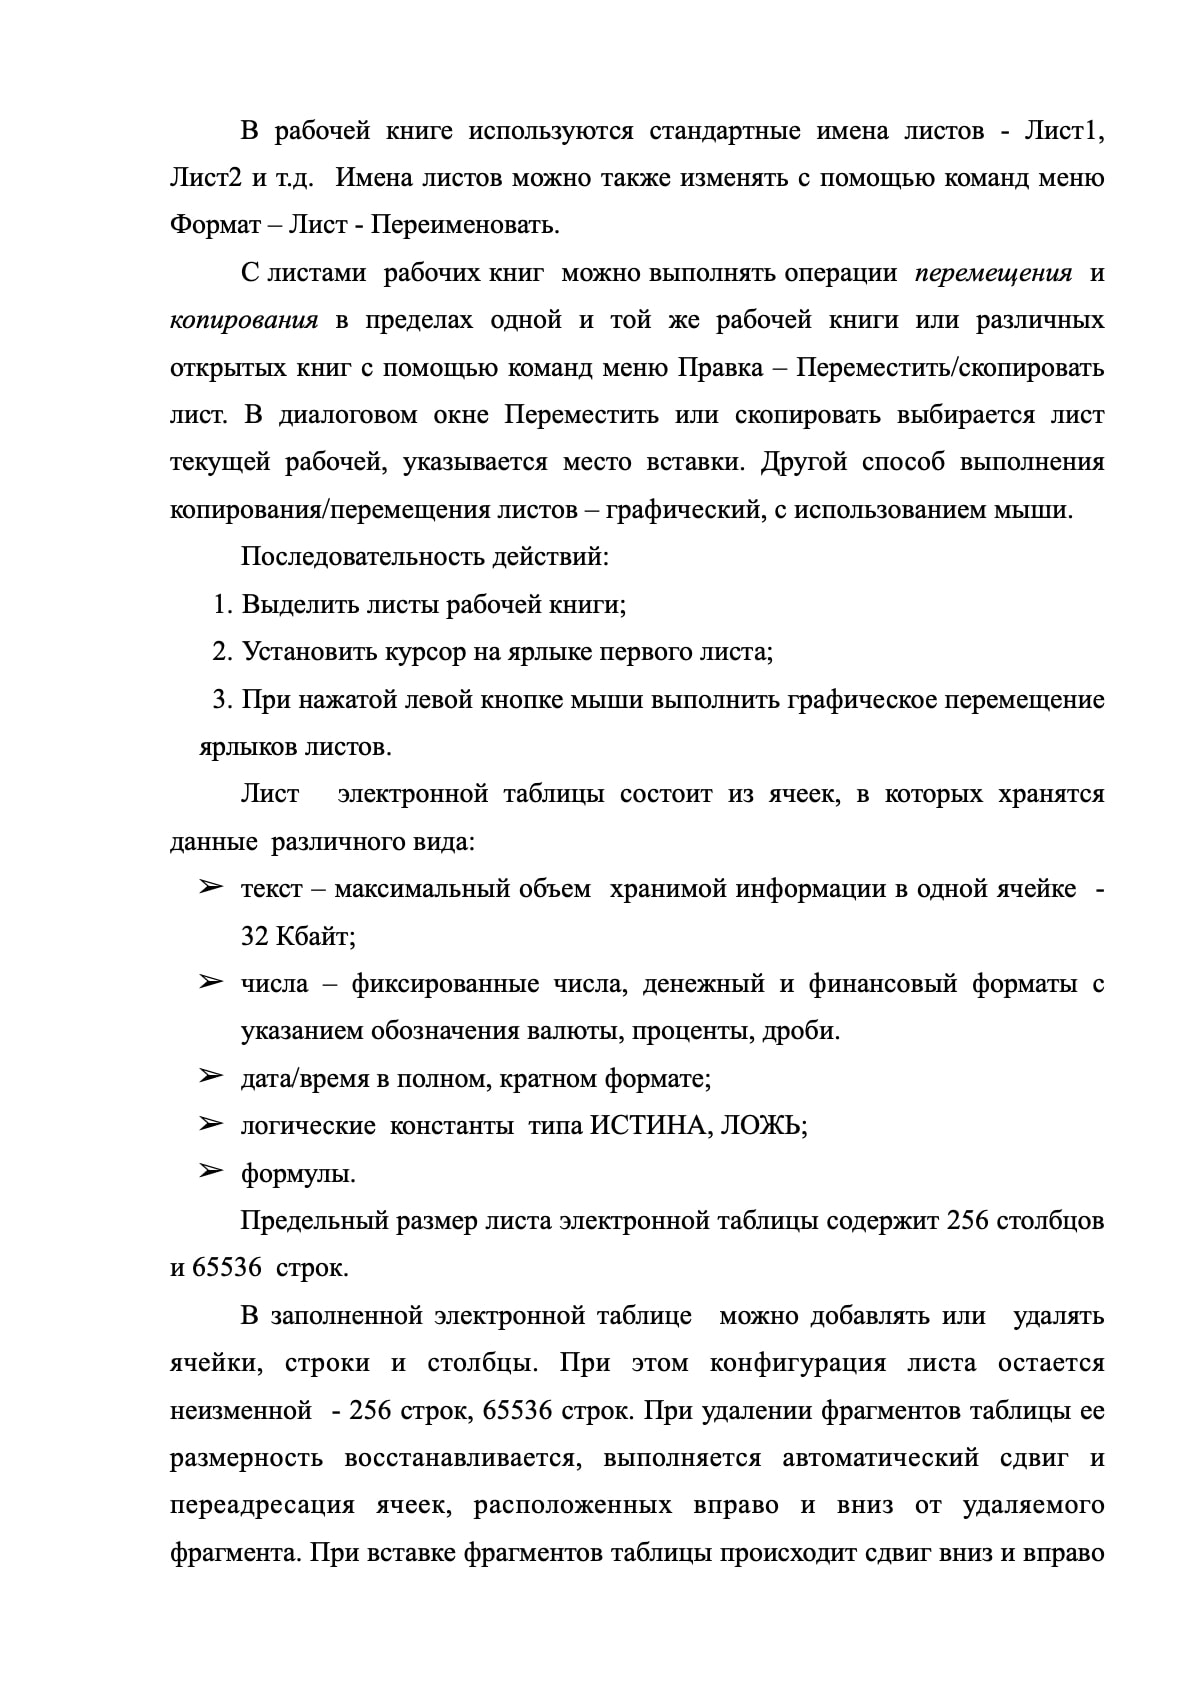 В рабочей книге используются стандартные имена листов - Лист1,
Лист2 и т.д.  Имена листов можно также изменять с помощью команд меню
Формат – Лист - Переименовать.
С листами  рабочих книг  можно выполнять операции  перемещения  и
копирования в пределах одной и той же рабочей книги или различных
открытых книг с помощью команд меню Правка – Переместить/скопировать
лист. В диалоговом окне Переместить или скопировать выбирается лист
текущей рабочей, указывается место вставки. Другой способ выполнения
копирования/перемещения листов – графический, с использованием мыши.
Последовательность действий:
1. Выделить листы рабочей книги;
2. Установить курсор на ярлыке первого листа;
3. При нажатой левой кнопке мыши выполнить графическое перемещение
ярлыков листов.
Лист  электронной таблицы состоит из ячеек, в которых хранятся
данные  различного вида:
➢ текст – максимальный объем  хранимой информации в одной ячейке  -
32 Кбайт;
➢ числа – фиксированные числа, денежный и финансовый форматы с
указанием обозначения валюты, проценты, дроби.
➢ дата/время в полном, кратном формате;
➢ логические  константы  типа ИСТИНА, ЛОЖЬ;
➢ формулы.
Предельный размер листа электронной таблицы содержит 256 столбцов
и 65536  строк.
В заполненной электронной таблице  можно добавлять или  удалять
ячейки, строки и столбцы. При этом конфигурация листа остается
неизменной  - 256 строк, 65536 строк. При удалении фрагментов таблицы ее
размерность восстанавливается, выполняется автоматический сдвиг и
переадресация ячеек, расположенных вправо и вниз от удаляемого
фрагмента. При вставке фрагментов таблицы происходит сдвиг вниз и вправо